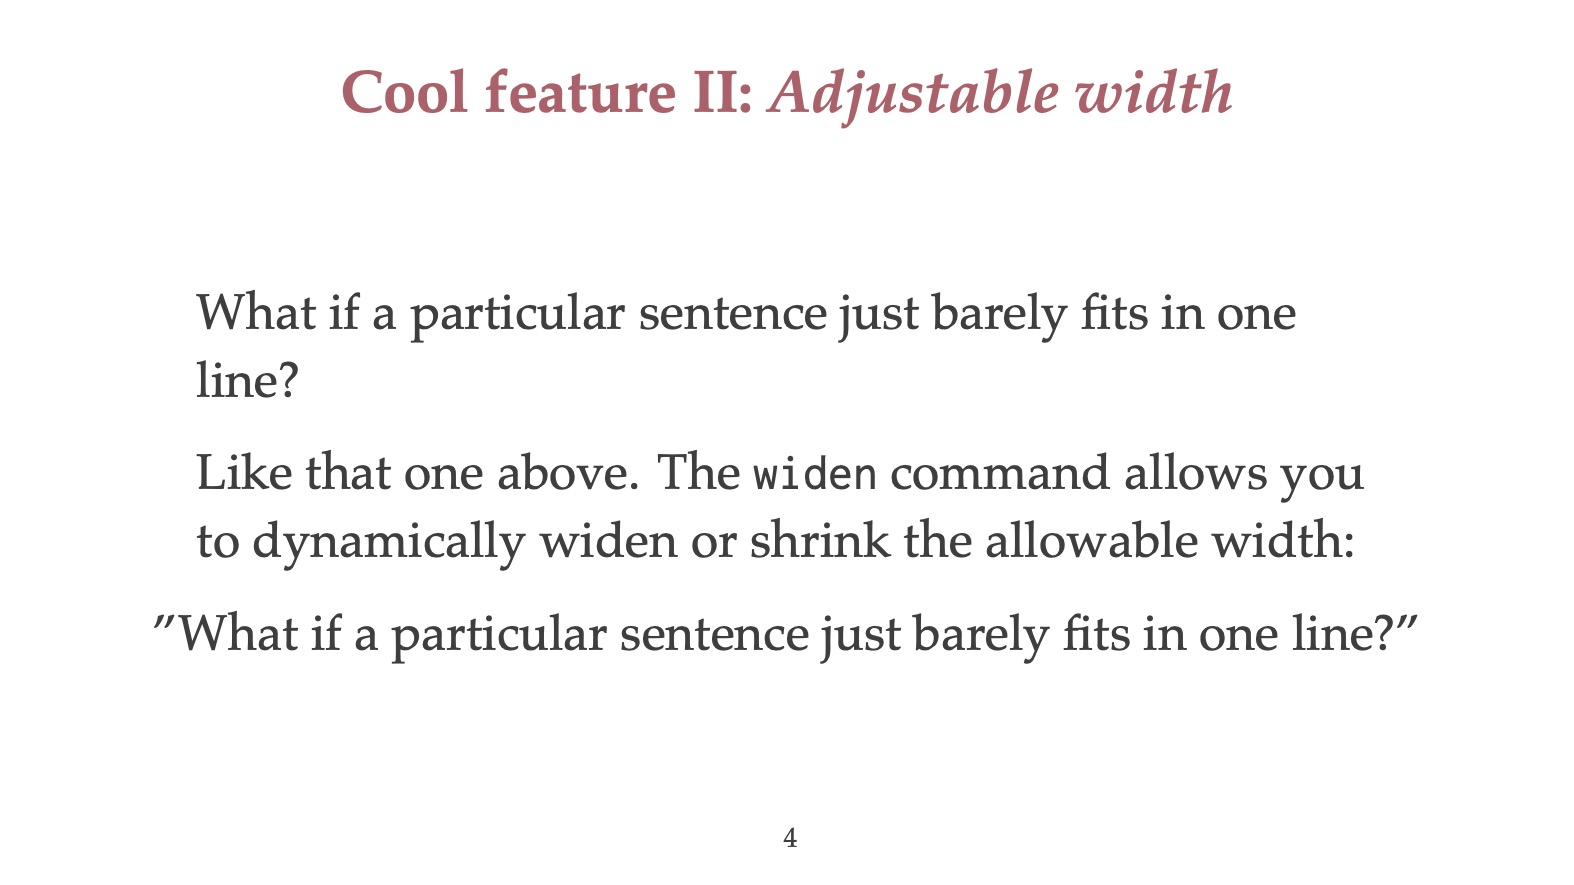 Cool feature II: Adjustable width
What if a particular sentence just barely fits in one
line?
Like that one above. The widen command allows you
to dynamically widen or shrink the allowable width:
”What if a particular sentence just barely fits in one line?”
4